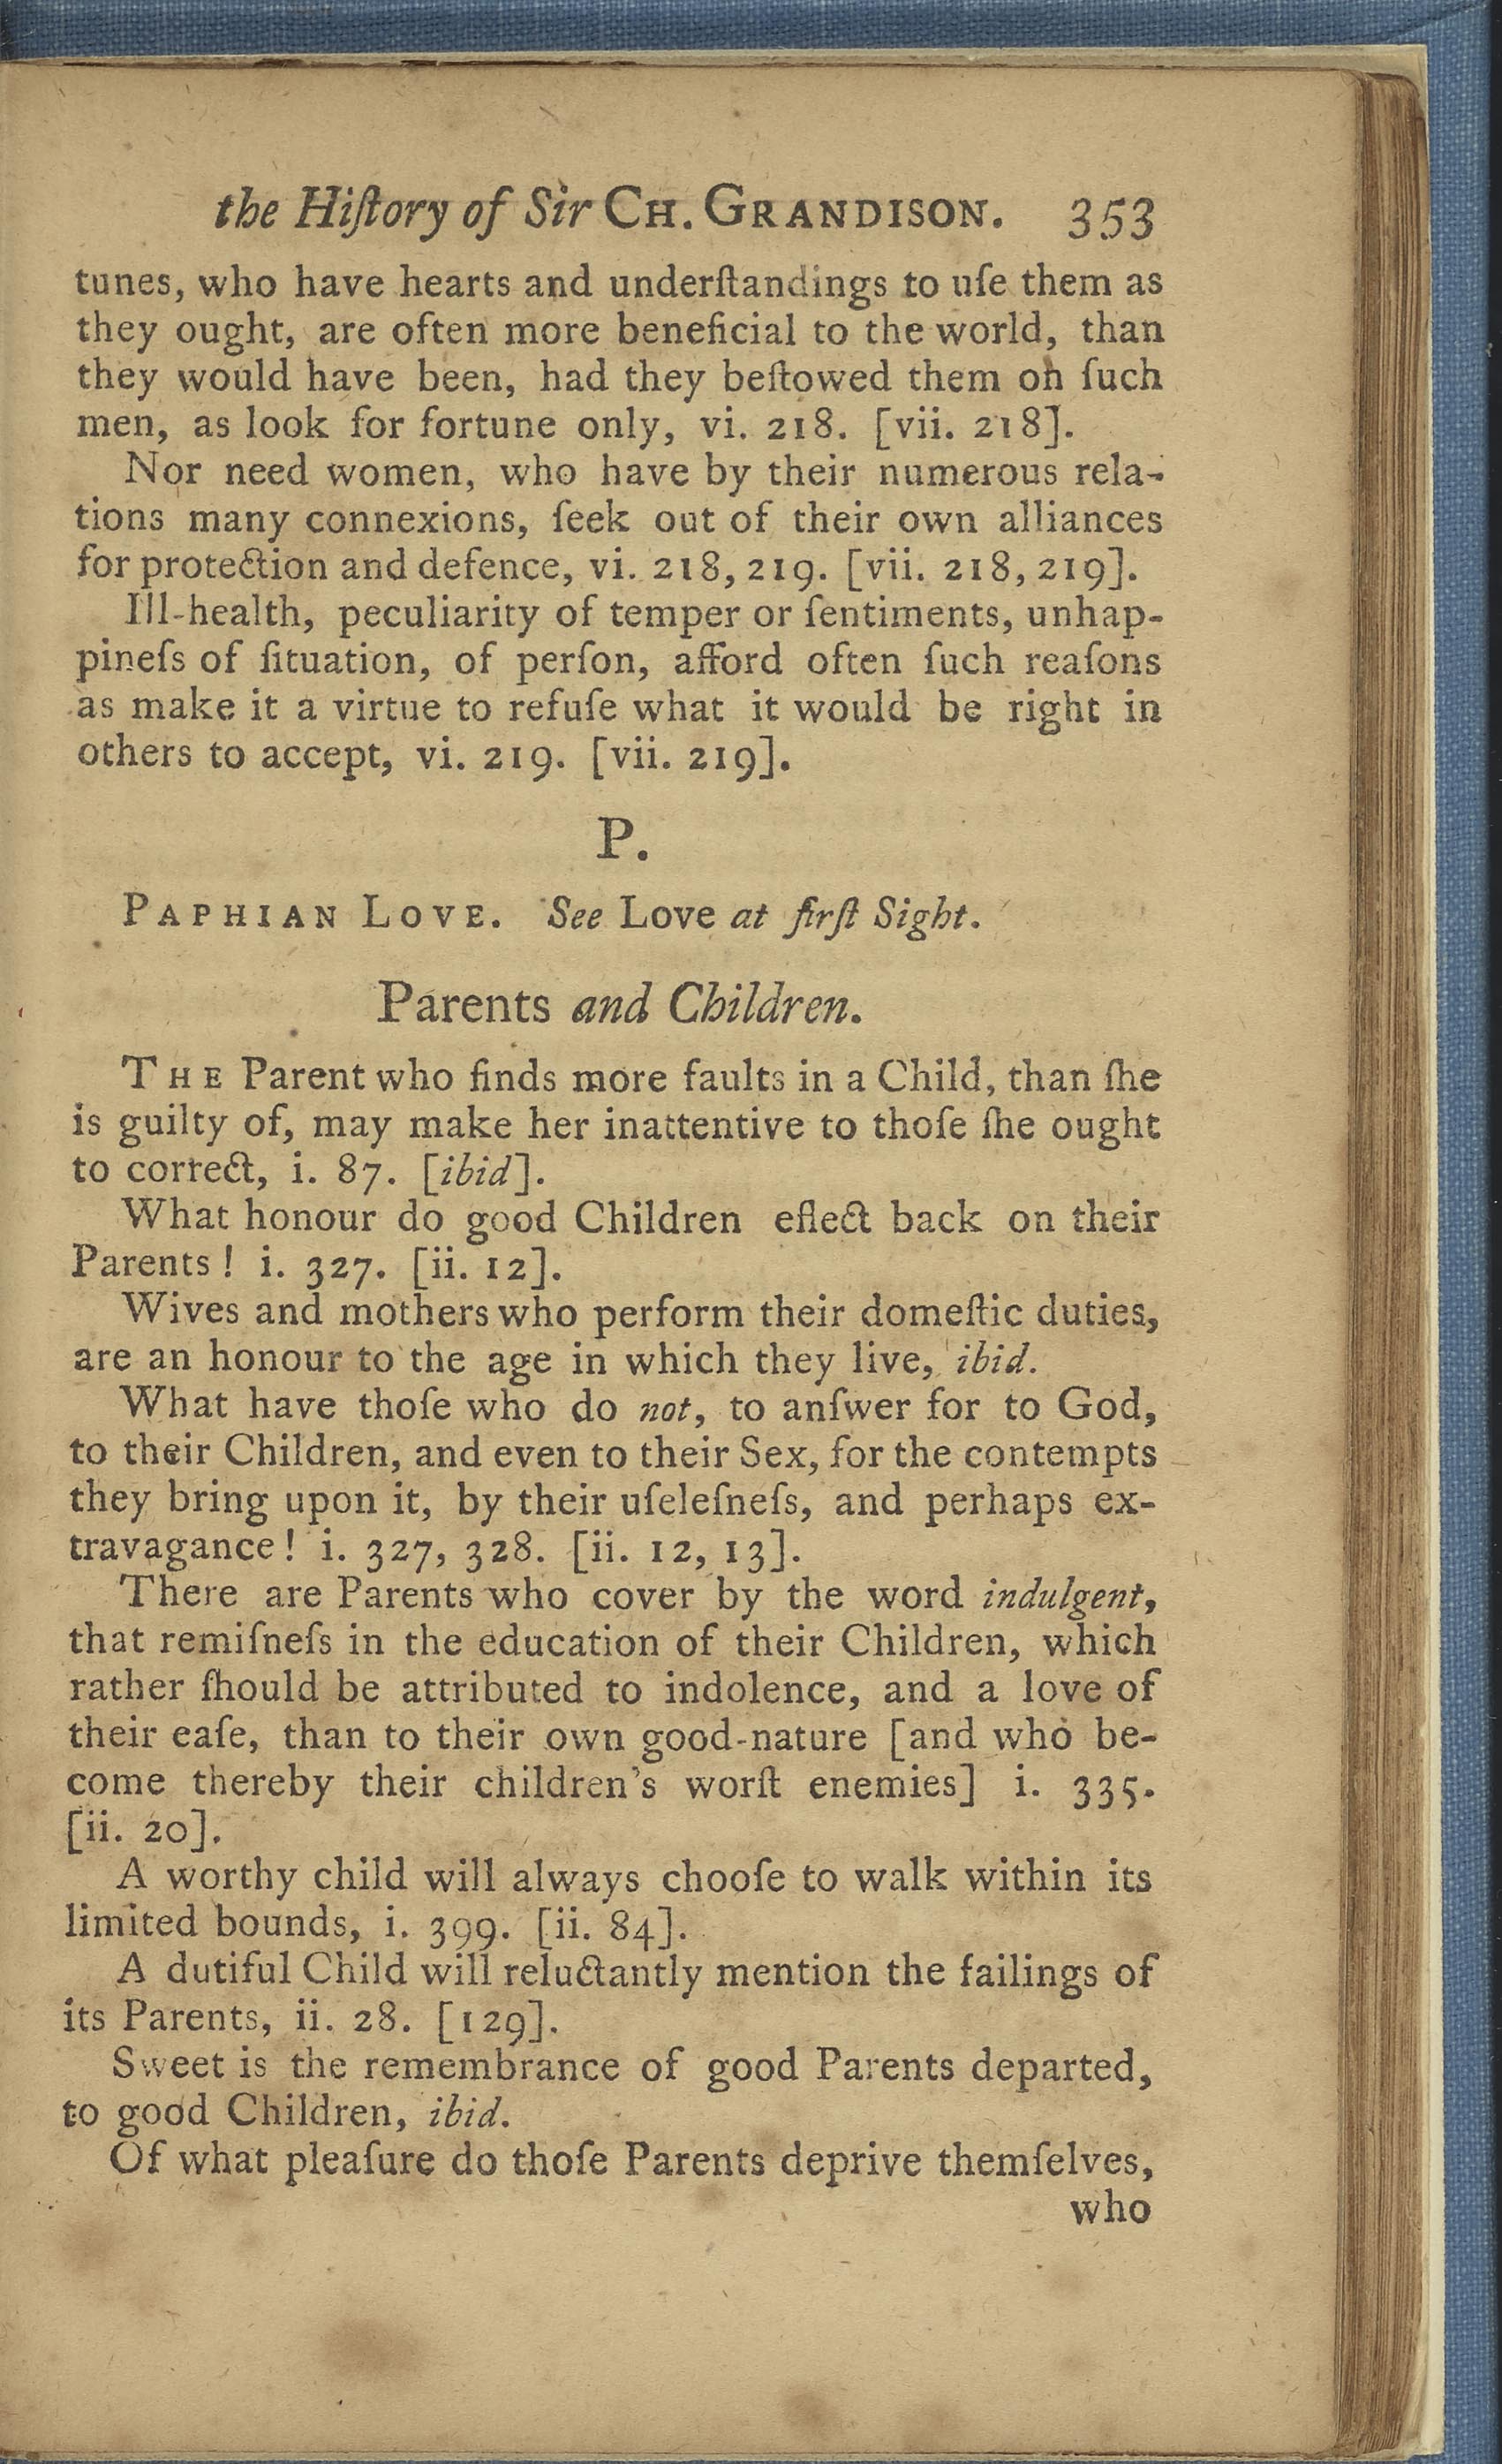 the Hiſtory of Sir CH. GRANDISON. 353
tunes, who have hearts and underſtandings to uſe them as
they ought, are often more beneficial to the world, than
they would have been, had they beſtowed them on ſuch
men, as look for fortune only, vi. 218. [vii. 218].
Nor need women, who have by their numerous rela-
tions many connexions, ſeek out of their own alliances
for protection and defence, vi. 218, 219. [vii. 218, 219].
Ill-health, peculiarity of temper or ſentiments, unhap-
pineſs of ſituation, of perſon, afford often ſuch reaſons
as make it a virtue to refuſe what it would be right in
others to accept, vi. 219. [vii. 219].
P.
PAPHIAN LOVE. See Love at firſt Sight.
Parents and Children.
THE Parent who finds more faults in a Child, than ſhe
is guilty of, may make her inattentive to thoſe ſhe ought
to correct, i. 87. [ibid].
What honour do good Children eflect back on their
Parents! i. 327. [ii. 12].
Wives and mothers who perform their domeſtic duties,
are an honour to the age in which they live, ibid.
What have thoſe who do not, to anſwer for to God,
to their Children, and even to their Sex, for the contempts
they bring upon it, by their uſeleſneſs, and perhaps ex-
travagance! i. 327, 328. [ii. 12, 13].
There are Parents who cover by the word indulgent,
that remiſneſs in the education of their Children, which
rather ſhould be attributed to indolence, and a love of
their eaſe, than to their own good-nature [and who be-
come thereby their children's worſt enemies] i. 335.
[ii. 20].
A worthy child will always chooſe to walk within its
limited bounds, i. 399. [ii. 84].
A dutiful Child will reluctantly mention the failings of
its Parents, ii. 28. [129].
Sweet is the remembrance of good Parents departed,
to good Children, ibid.
Of what pleaſure do thoſe Parents deprive themſelves,
who